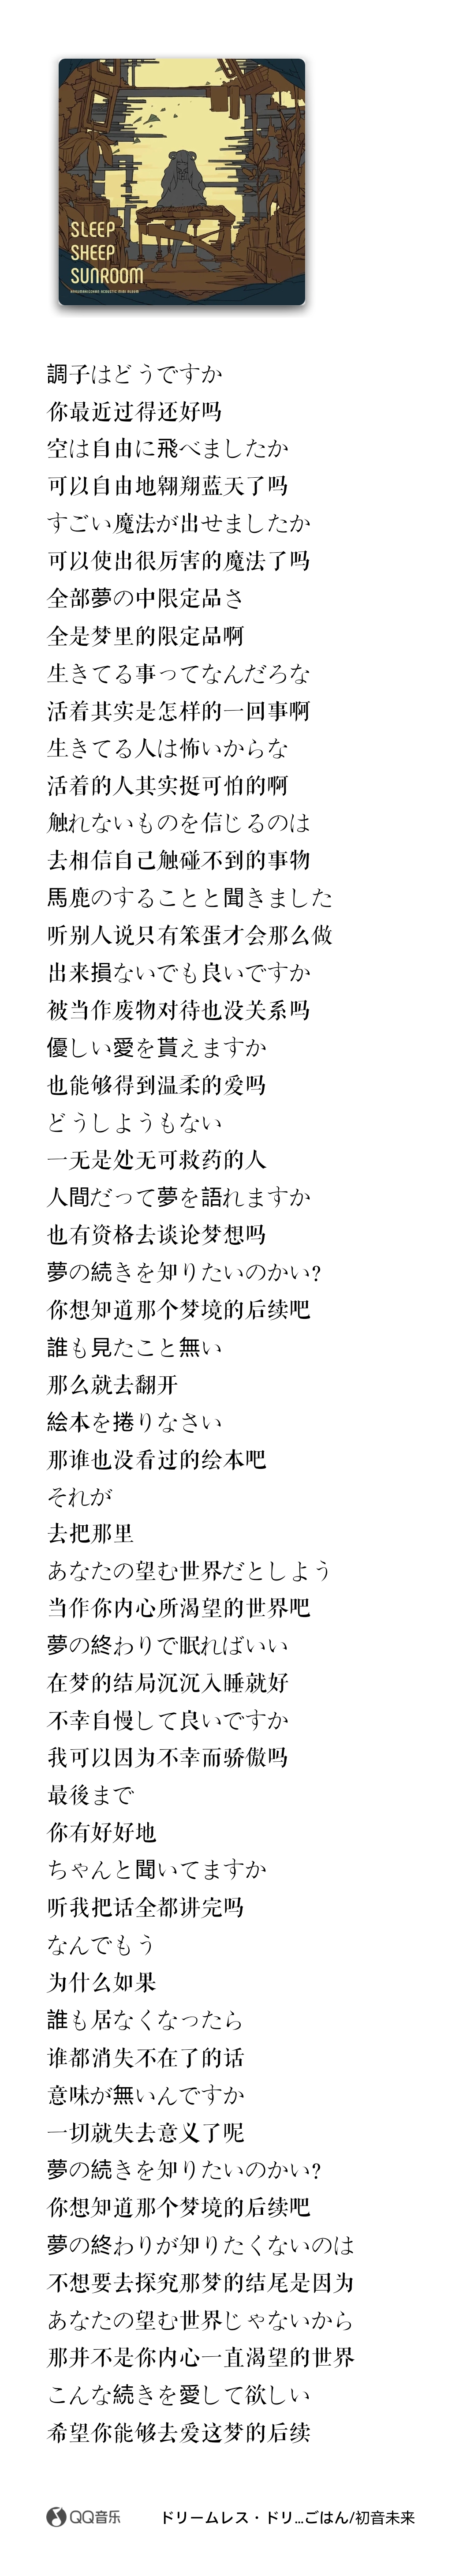 SLEEP
SHEEP
SUNROOM
調子はどうですか
你最近过得还好吗
空は自由に飛べましたか
可以自由地翱翔蓝天了吗
すごい魔法が出せましたか
可以使出很厉害的魔法了吗
全部夢の中限定品さ
全是梦里的限定品啊
生きてる事ってなんだろな
活着其实是怎样的一回事啊
生きてる人は怖いからな
活着的人其实挺可怕的啊
触れないものを信じるのは
去相信自己触碰不到的事物
馬鹿のすることと聞きました
听别人说只有笨蛋才会那么做
出来損ないでも良いですか
被当作废物对待也没关系吗
優しい愛を貰えますか
也能够得到温柔的爱吗
どうしようもない
一无是处无可救药的人
人間だって夢を語れますか
也有资格去谈论梦想吗
夢の続きを知りたいのかい?
你想知道那个梦境的后续吧
誰も見たこと無い
那么就去翻开
絵本を捲りなさい
那谁也没看过的绘本吧
それが
去把那里
あなたの望む世界だとしよう
当作你内心所渴望的世界吧
夢の終わりで眠ればいい
在梦的结局沉沉入睡就好
不幸自慢して良いですか
我可以因为不幸而骄傲吗
最後まで
你有好好地
ちゃんと聞いてますか
听我把话全都讲完吗
なんでもう
为什么如果
誰も居なくなったら
谁都消失不在了的话
意味が無いんですか
一切就失去意义了呢
夢の続きを知りたいのかい?
你想知道那个梦境的后续吧
夢の終わりが知りたくないのは
不想要去探究那梦的结尾是因为
あなたの望む世界じゃないから
那并不是你内心一直渴望的世界
こんな続きを愛して欲しい
希望你能够去爱这梦的后续
QQ音乐 ドリームレス・ドリ...ごはん/初音未来